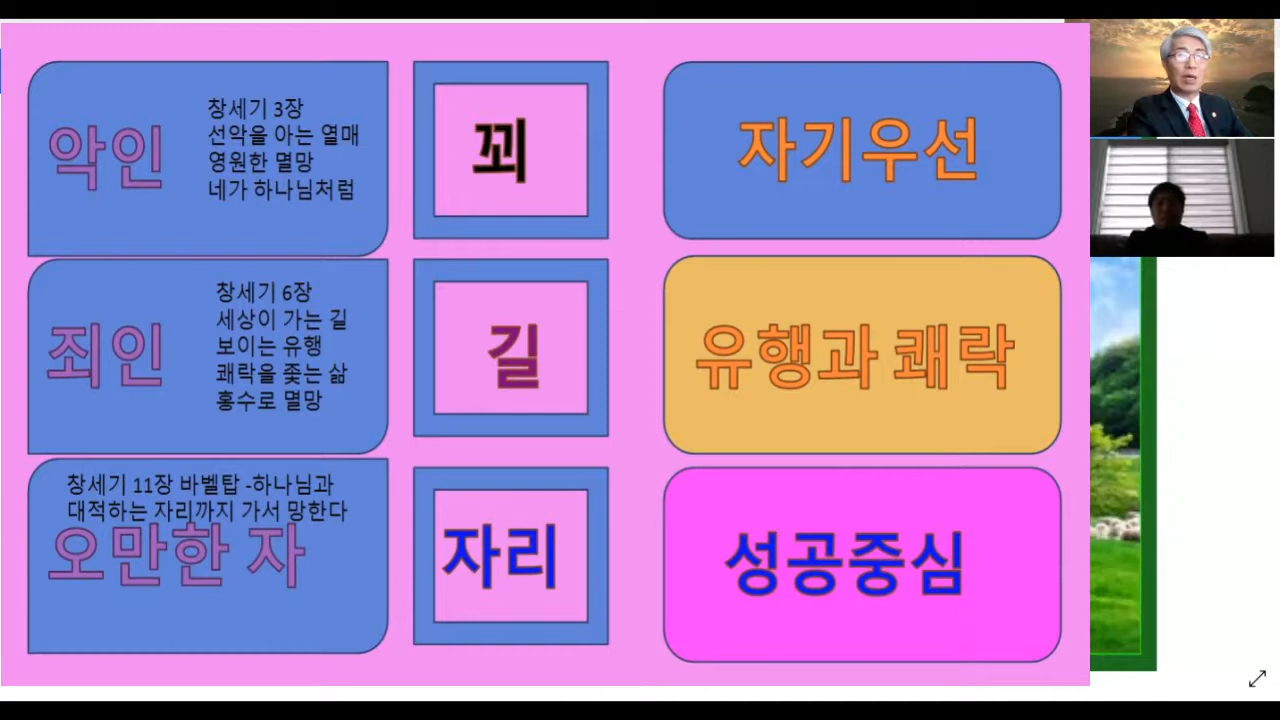 악인
창세기 3장
선악을 아는 열매
영원한 멸망
네가 하나님처럼
꾀
자기우선
죄인
창세기 6장
세상이 가는 길
보이는 유행
쾌락을 좇는 삶
홍수로 멸망
길
유행과 쾌락
창세기 11장 바벨탑 -하나님과
대적하는 자리까지 가서 망한다
오만한 자
자리
성공중심